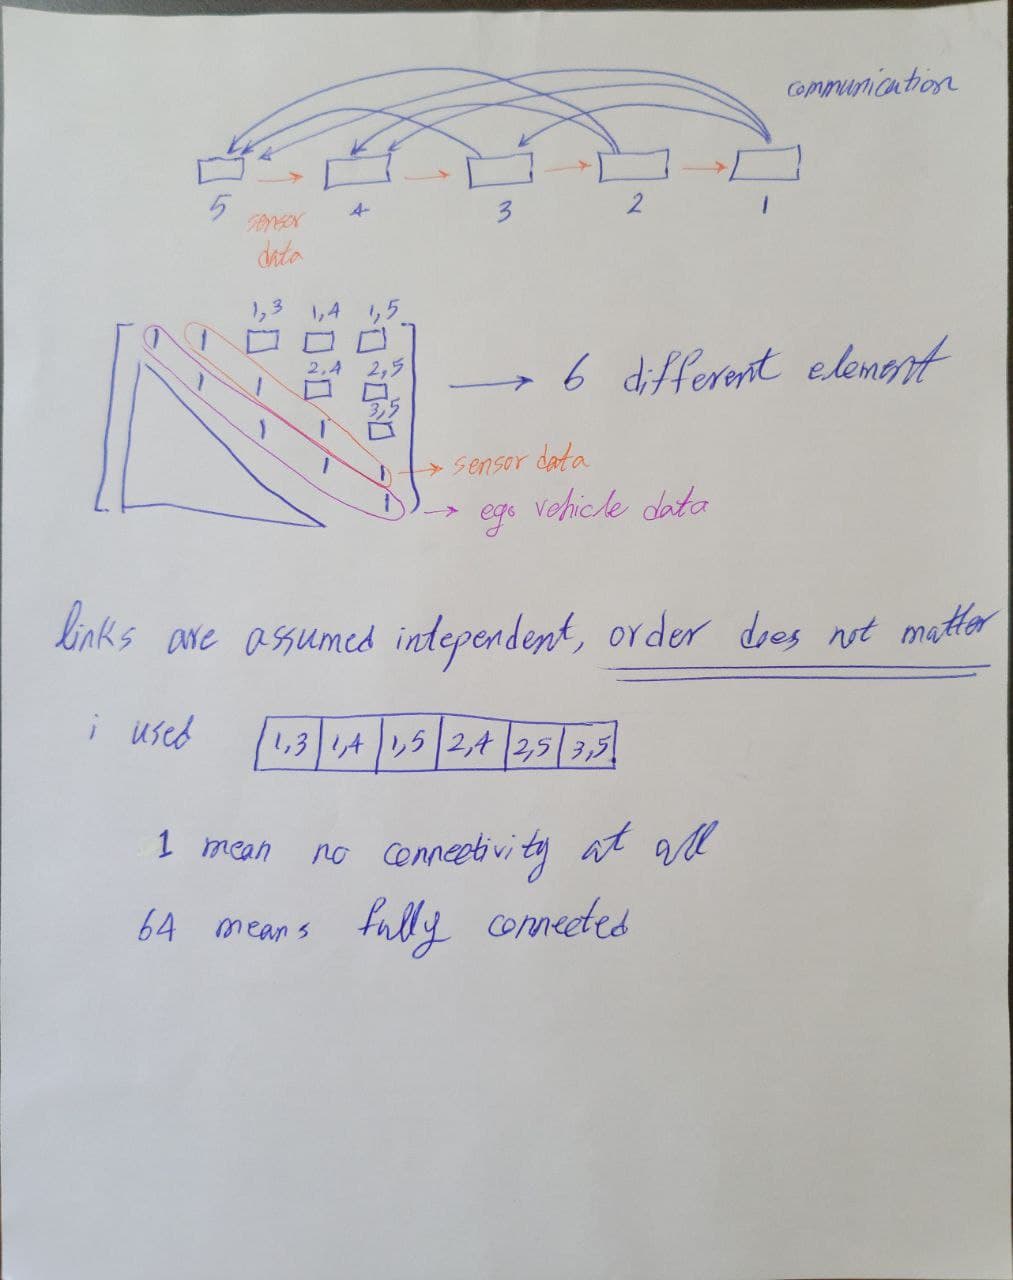 communication
5 4 3 2 1
sensor
data
1,3 1,4 1,5
1 1
2,4 2,5
1 1
3,5
1 1
1 1
1
→ 6 different element
→ sensor data
→ ego vehicle data
links are assumed independent, order does not matter
i used 1,3 1,4 1,5 2,4 2,5 3,5
1 mean no connectivity at all
64 means fully connected